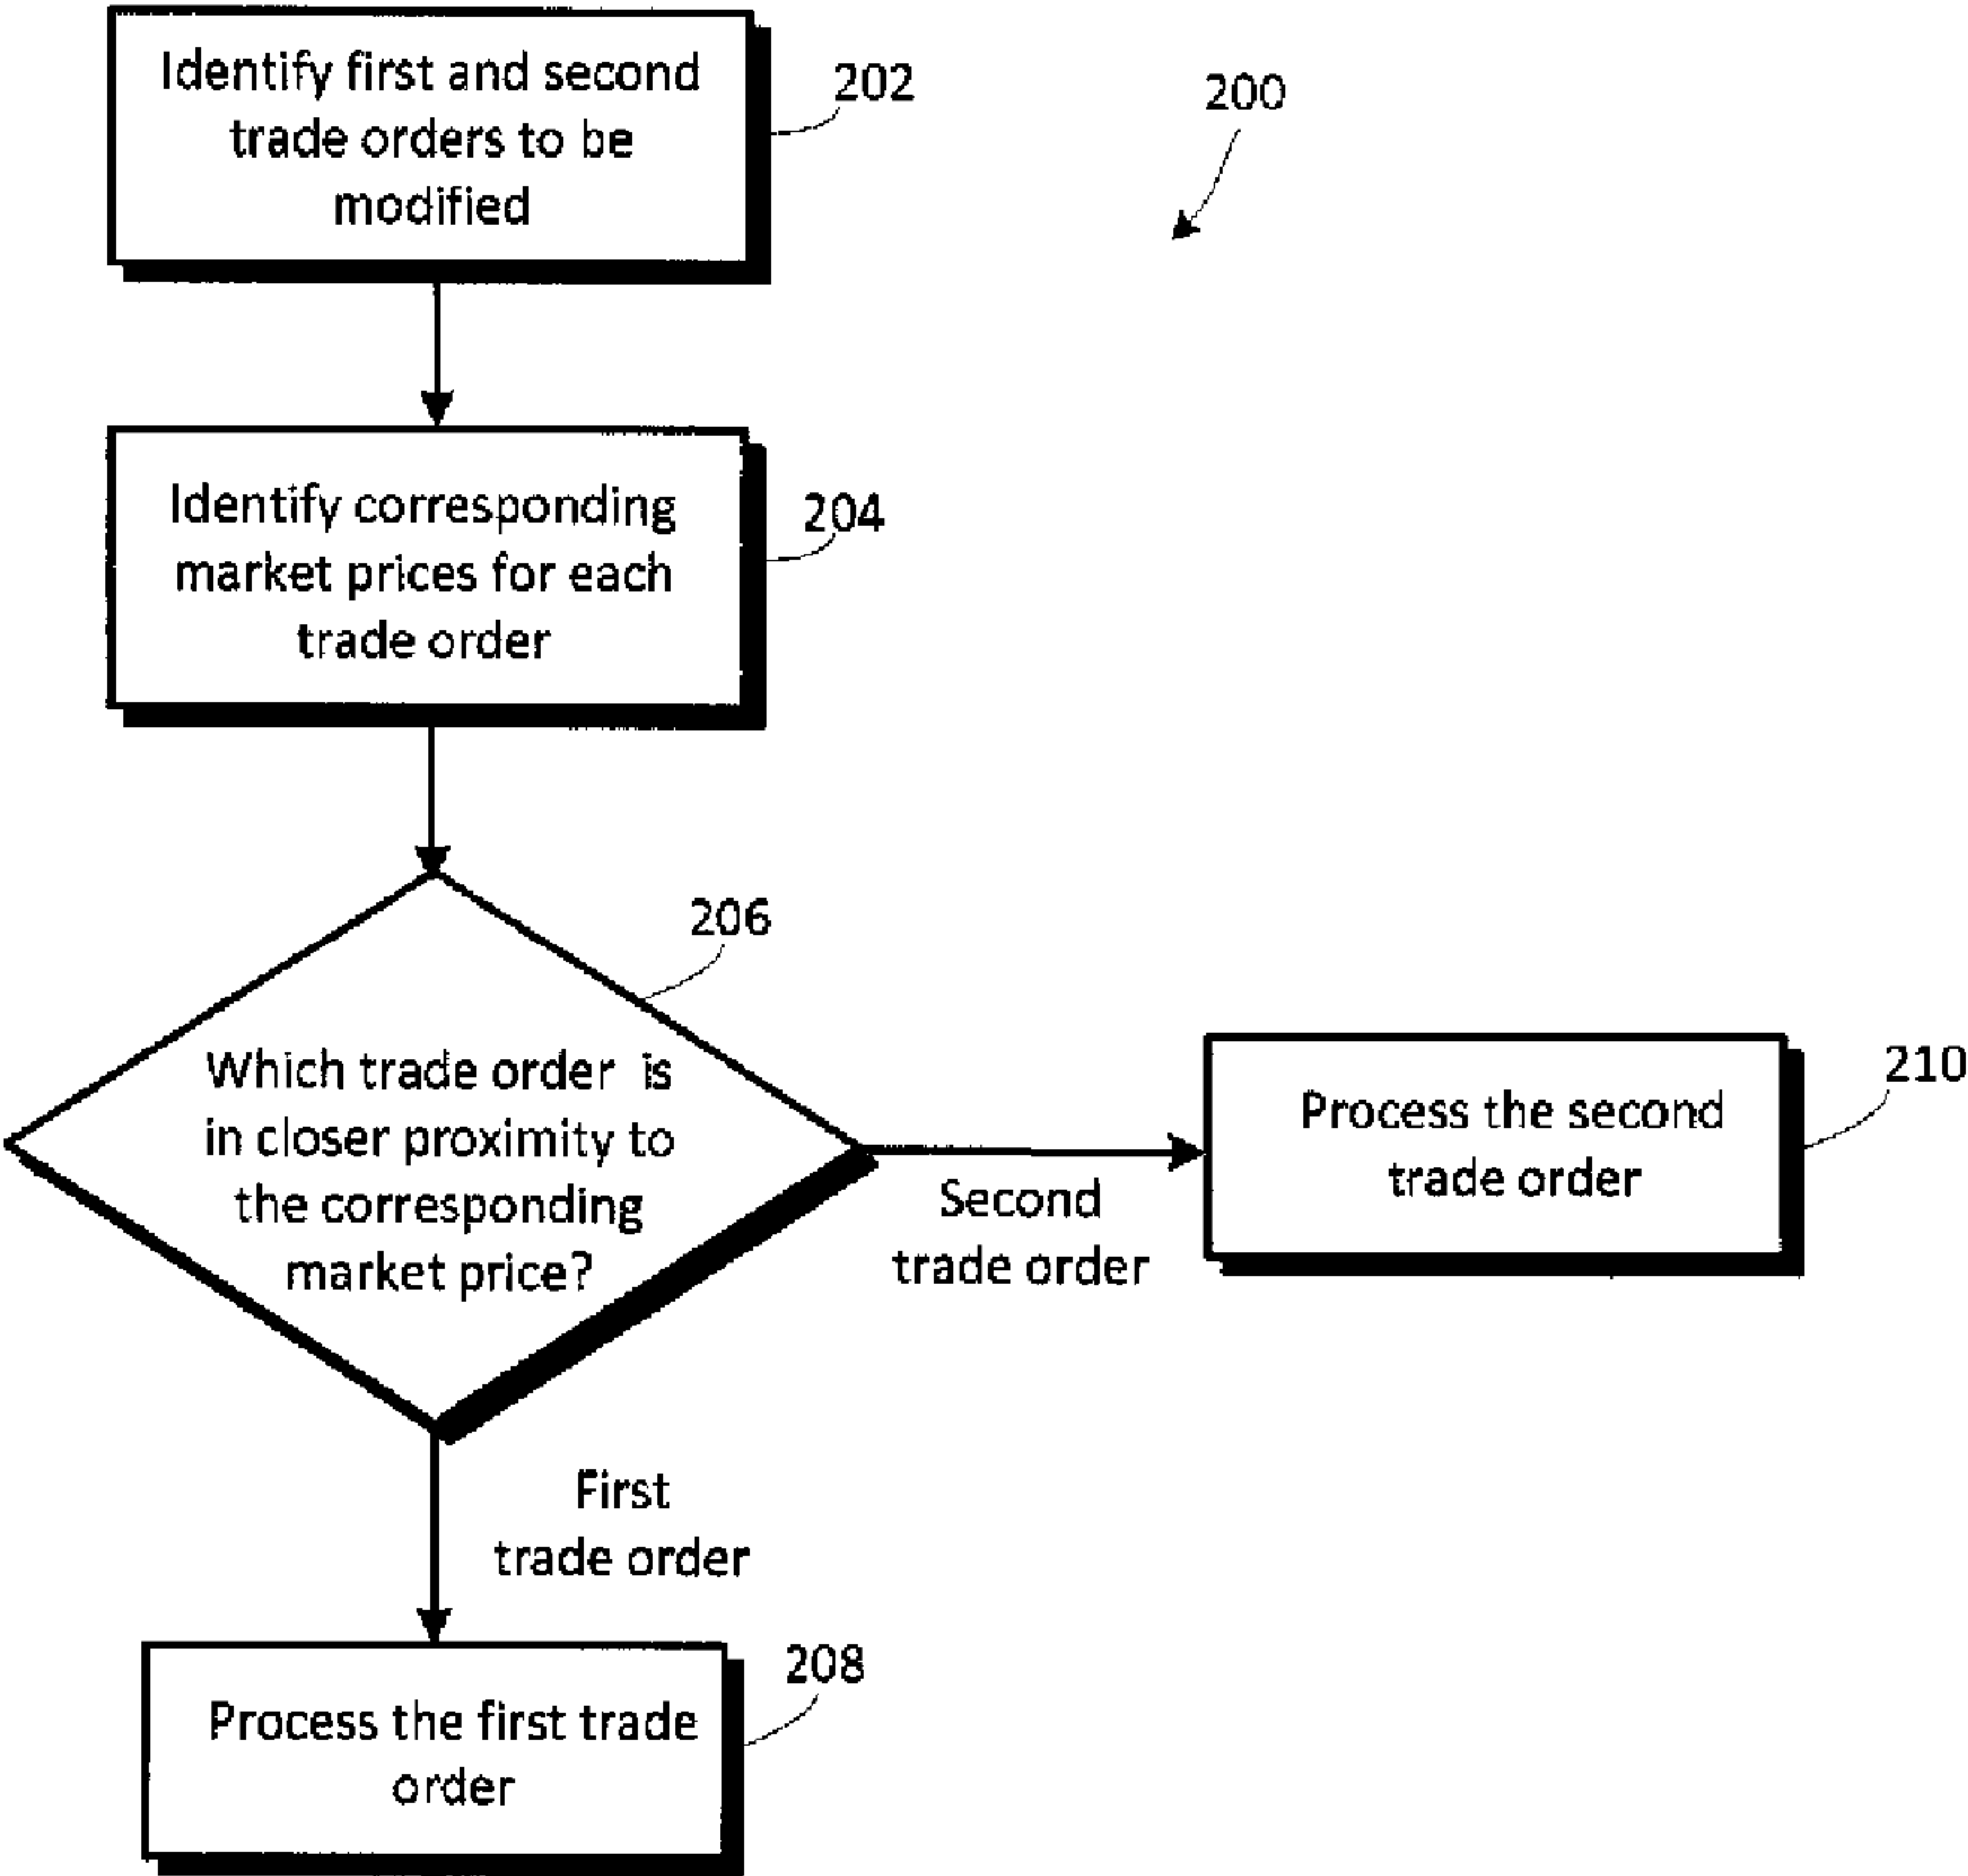 Identify first and second
trade orders to be
modified
202
200
Identify corresponding
market prices for each
trade order
204
206
Which trade order is
in closer proximity to
the corresponding
market price?
Second
trade order
Process the second
trade order
210
First
trade order
Process the first trade
order
208